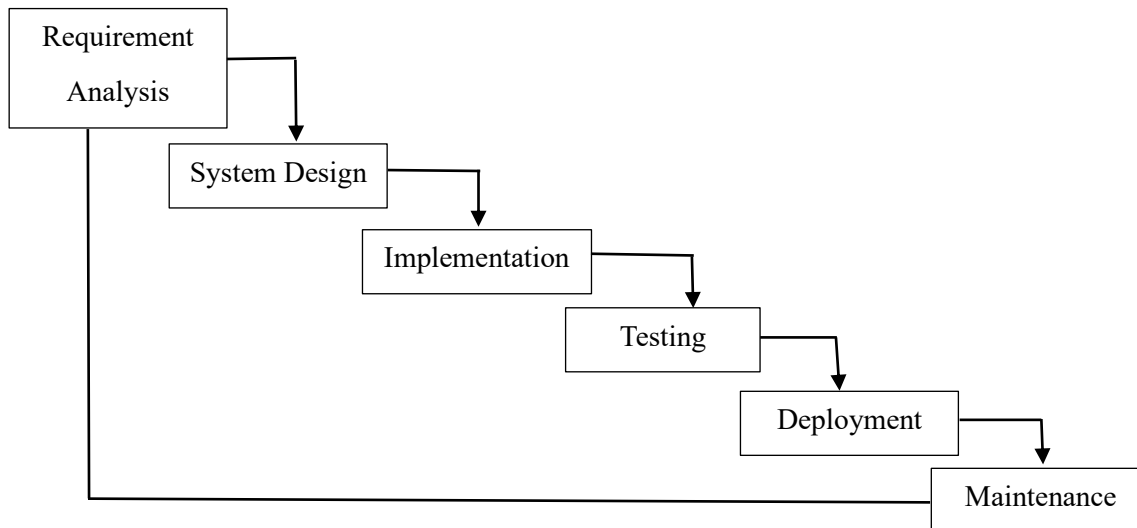 Requirement
Analysis
System Design
Implementation
Testing
Deployment
Maintenance